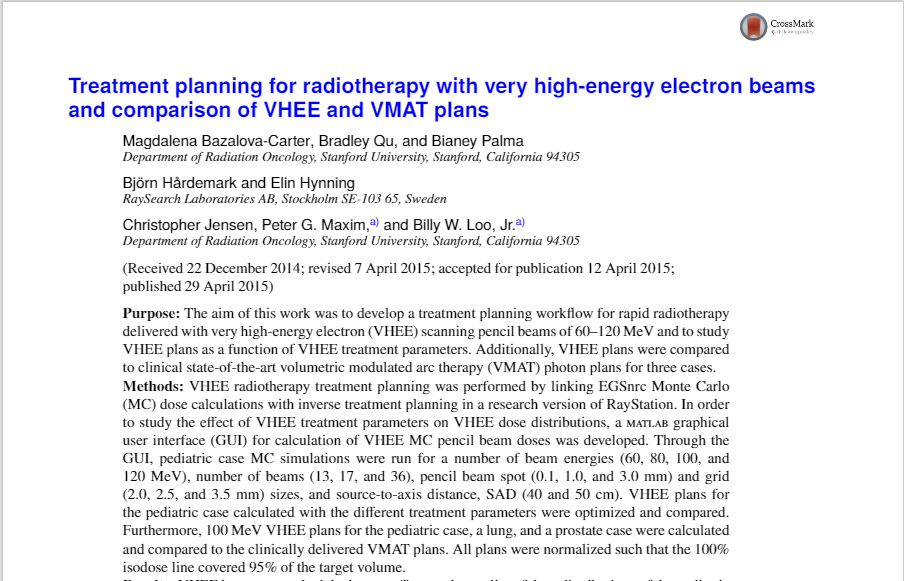 CrossMark
click for updates
Treatment planning for radiotherapy with very high-energy electron beams
and comparison of VHEE and VMAT plans
Magdalena Bazalova-Carter, Bradley Qu, and Bianey Palma
Department of Radiation Oncology, Stanford University, Stanford, California 94305
Björn Hårdemark and Elin Hynning
RaySearch Laboratories AB, Stockholm SE-103 65, Sweden
Christopher Jensen, Peter G. Maxim,a) and Billy W. Loo, Jr.a)
Department of Radiation Oncology, Stanford University, Stanford, California 94305
(Received 22 December 2014; revised 7 April 2015; accepted for publication 12 April 2015;
published 29 April 2015)
Purpose: The aim of this work was to develop a treatment planning workflow for rapid radiotherapy
delivered with very high-energy electron (VHEE) scanning pencil beams of 60–120 MeV and to study
VHEE plans as a function of VHEE treatment parameters. Additionally, VHEE plans were compared
to clinical state-of-the-art volumetric modulated arc therapy (VMAT) photon plans for three cases.
Methods: VHEE radiotherapy treatment planning was performed by linking EGSnrc Monte Carlo
(MC) dose calculations with inverse treatment planning in a research version of RayStation. In order
to study the effect of VHEE treatment parameters on VHEE dose distributions, a MATLAB graphical
user interface (GUI) for calculation of VHEE MC pencil beam doses was developed. Through the
GUI, pediatric case MC simulations were run for a number of beam energies (60, 80, 100, and
120 MeV), number of beams (13, 17, and 36), pencil beam spot (0.1, 1.0, and 3.0 mm) and grid
(2.0, 2.5, and 3.5 mm) sizes, and source-to-axis distance, SAD (40 and 50 cm). VHEE plans for
the pediatric case calculated with the different treatment parameters were optimized and compared.
Furthermore, 100 MeV VHEE plans for the pediatric case, a lung, and a prostate case were calculated
and compared to the clinically delivered VMAT plans. All plans were normalized such that the 100%
isodose line covered 95% of the target volume.